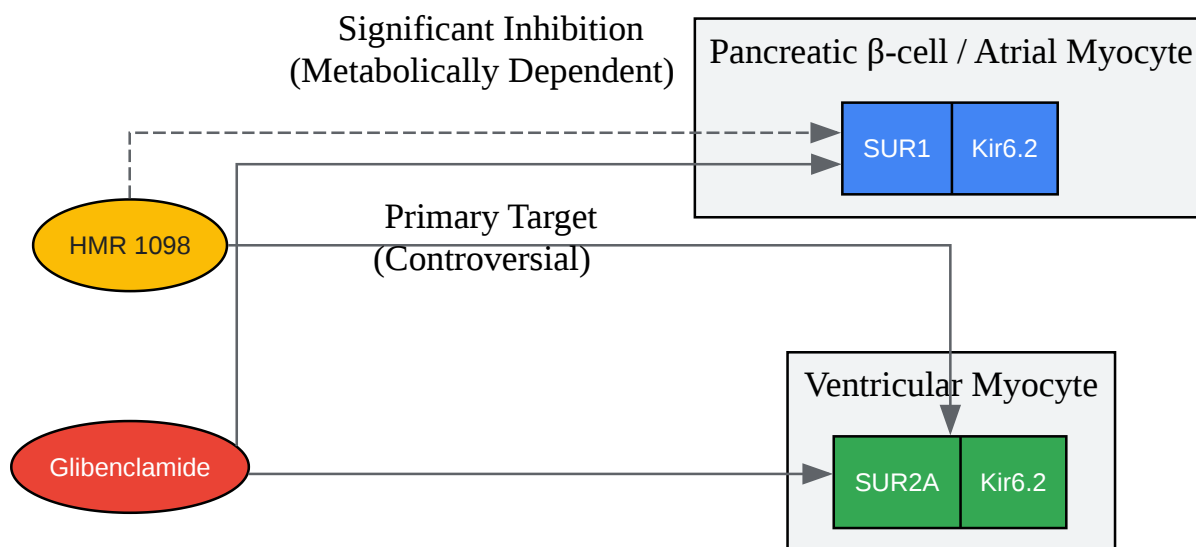 Significant Inhibition
(Metabolically Dependent)
Pancreatic β-cell / Atrial Myocyte
SUR1
Kir6.2
HMR 1098
Primary Target
(Controversial)
Ventricular Myocyte
Glibenclamide
SUR2A
Kir6.2